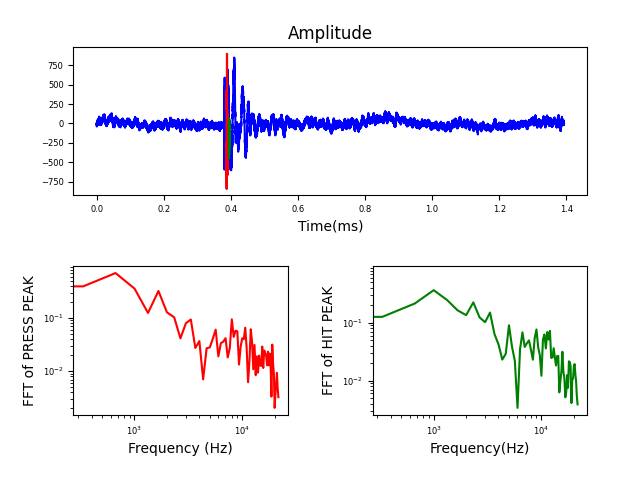 Amplitude
750
500
250
0
−250
−500
−750
0.0 0.2 0.4 0.6 0.8 1.0 1.2 1.4
Time(ms)
FFT of PRESS PEAK
10⁻¹
10⁻²
10³ 10⁴
Frequency (Hz)
FFT of HIT PEAK
10⁻¹
10⁻²
10³ 10⁴
Frequency(Hz)